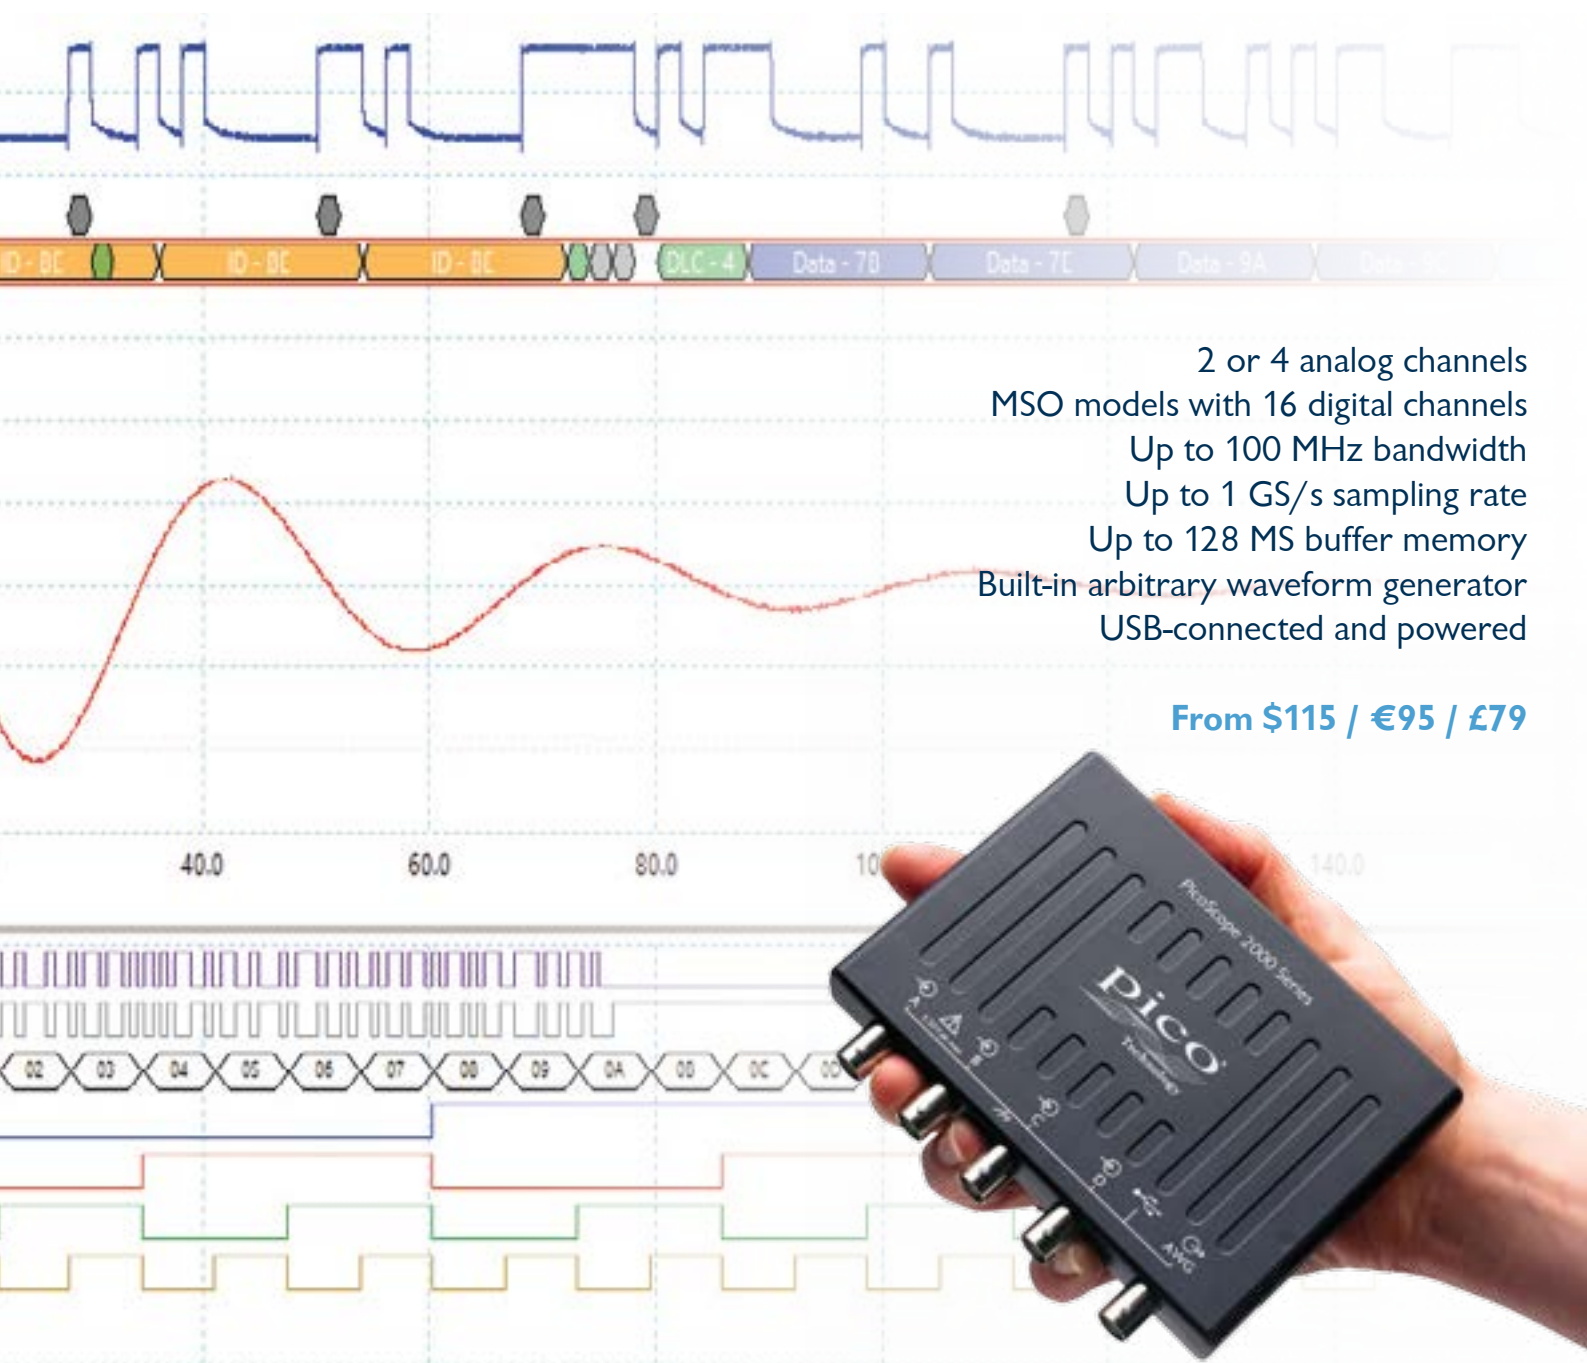 ID - BE
ID - BE
ID - BE
DLC - 4
Data - 7B
Data - 7E
Data - 9A
2 or 4 analog channels
MSO models with 16 digital channels
Up to 100 MHz bandwidth
Up to 1 GS/s sampling rate
Up to 128 MS buffer memory
Built-in arbitrary waveform generator
USB-connected and powered
From $115 / €95 / £79
40.0
60.0
80.0
140.0
PicoScope 2000 Series
pico
Technology
A
B
C
D
AWG
02
03
04
05
06
07
08
09
0A
0B
0C
0D